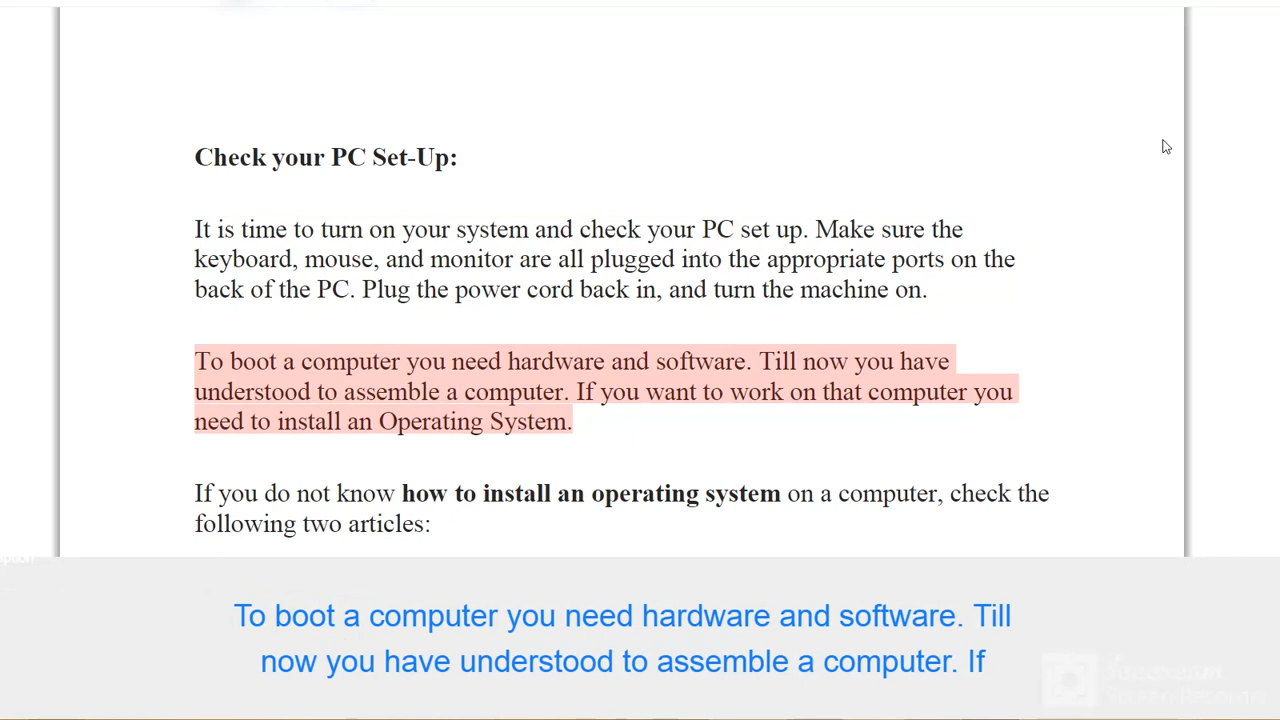 Check your PC Set-Up:
It is time to turn on your system and check your PC set up. Make sure the
keyboard, mouse, and monitor are all plugged into the appropriate ports on the
back of the PC. Plug the power cord back in, and turn the machine on.
To boot a computer you need hardware and software. Till now you have
understood to assemble a computer. If you want to work on that computer you
need to install an Operating System.
If you do not know how to install an operating system on a computer, check the
following two articles:
To boot a computer you need hardware and software. Till
now you have understood to assemble a computer. If